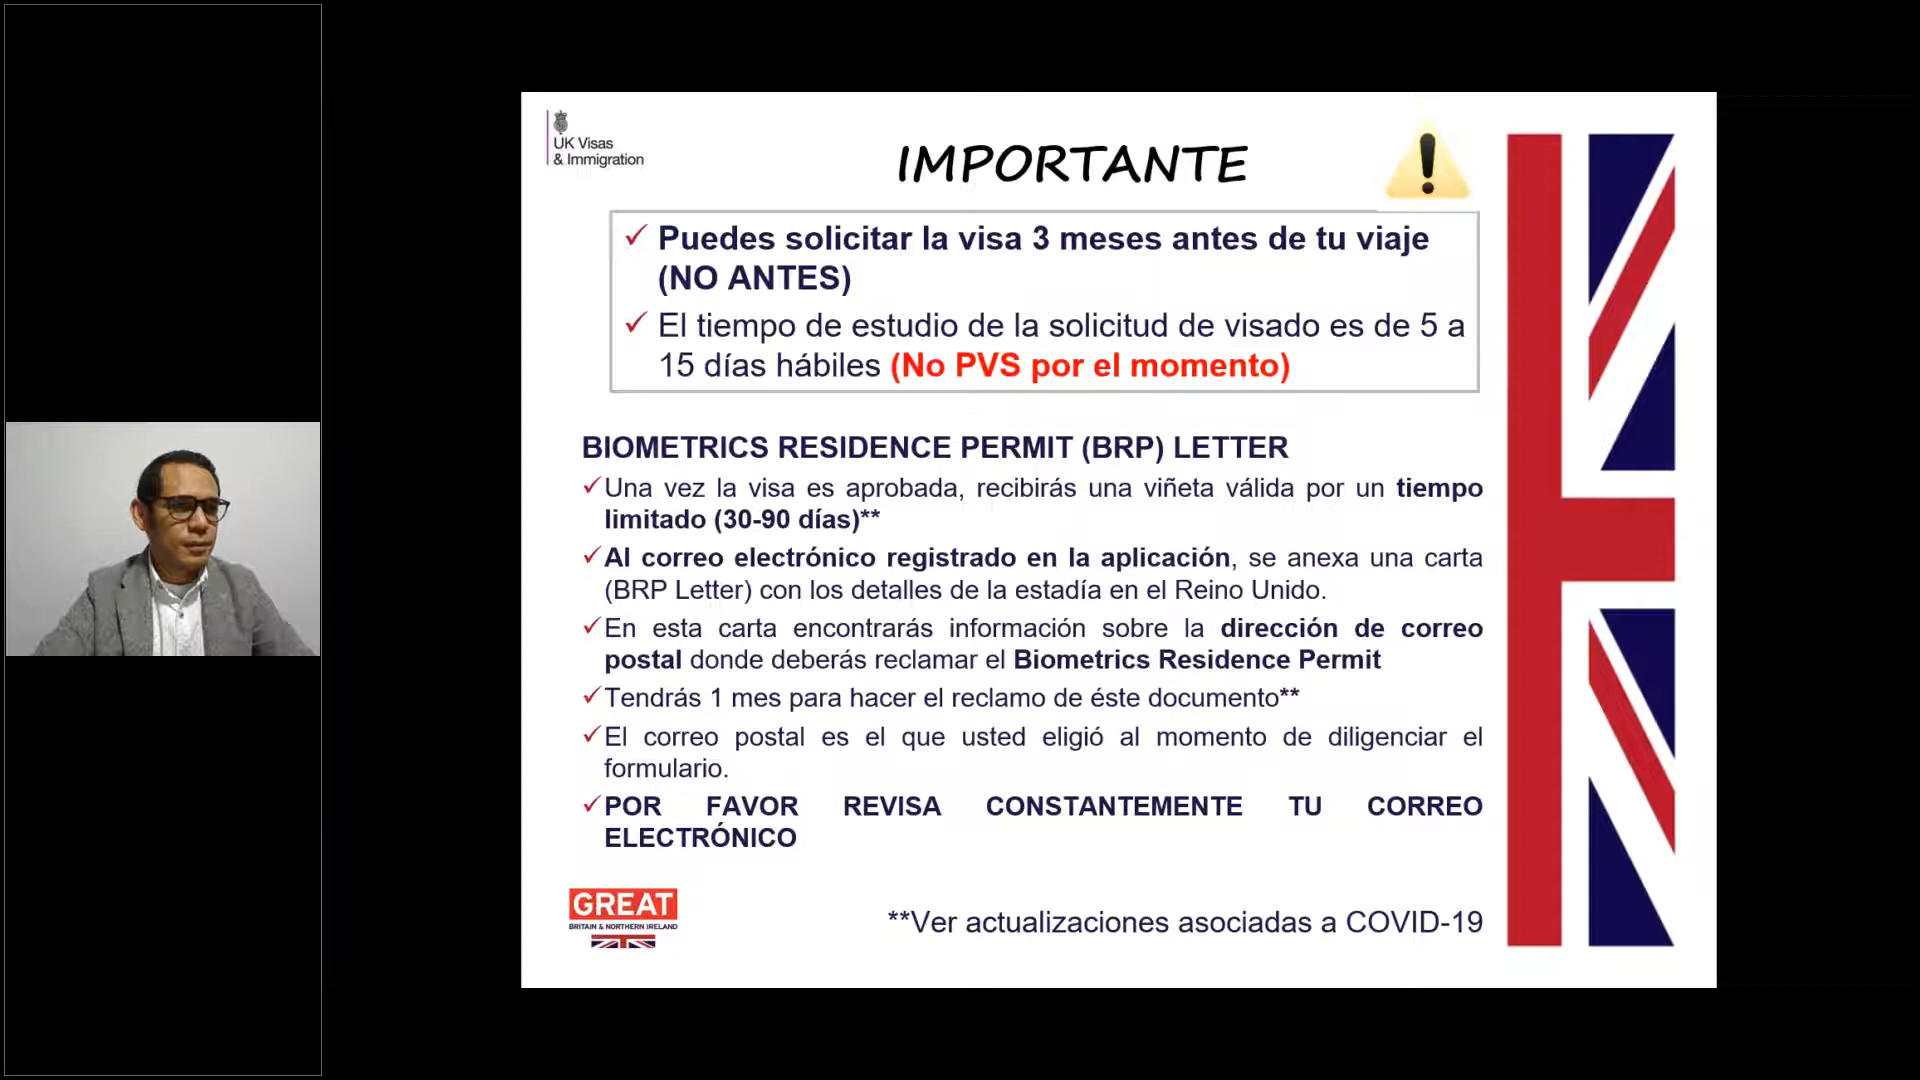 UK Visas
& Immigration
IMPORTANTE
Puedes solicitar la visa 3 meses antes de tu viaje
(NO ANTES)
El tiempo de estudio de la solicitud de visado es de 5 a
15 días hábiles (No PVS por el momento)
BIOMETRICS RESIDENCE PERMIT (BRP) LETTER
Una vez la visa es aprobada, recibirás una viñeta válida por un tiempo
limitado (30-90 días)**
Al correo electrónico registrado en la aplicación, se anexa una carta
(BRP Letter) con los detalles de la estadía en el Reino Unido.
En esta carta encontrarás información sobre la dirección de correo
postal donde deberás reclamar el Biometrics Residence Permit
Tendrás 1 mes para hacer el reclamo de éste documento**
El correo postal es el que usted eligió al momento de diligenciar el
formulario.
POR FAVOR REVISA CONSTANTEMENTE TU CORREO
ELECTRÓNICO
GREAT
BRITAIN & NORTHERN IRELAND
**Ver actualizaciones asociadas a COVID-19